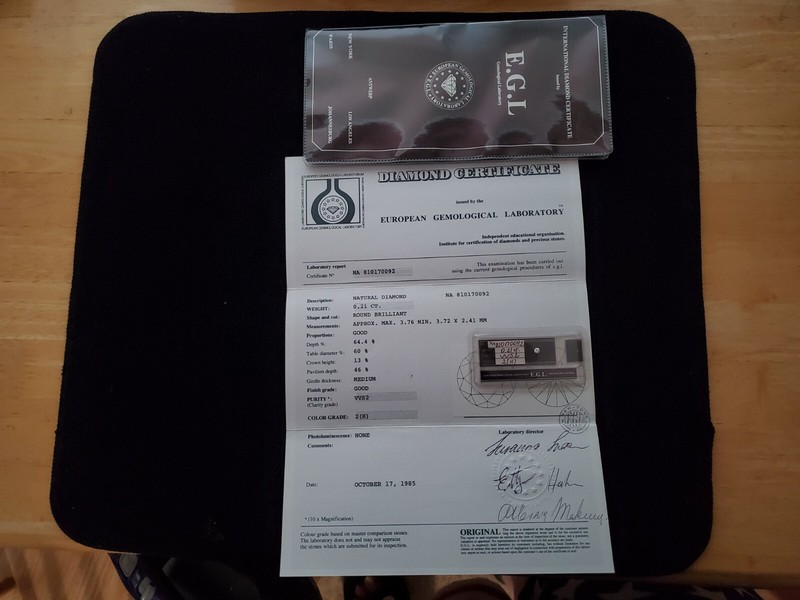 INTERNATIONAL DIAMOND CERTIFICATE
Issued by
E.G.L
Gemological Laboratory
EUROPEAN GEMOLOGICAL LABORATORY
E.G.L
NEW YORK
ANTWERP
LOS ANGELES
PARIS
JOHANNESBURG
DIAMOND CERTIFICATE
issued by the
EUROPEAN GEMOLOGICAL LABORATORY
Independent educational organisation.
Institute for certification of diamonds and precious stones.
Laboratory report
Certificate N° NA 810170092
This examination has been carried out
using the current gemological procedures of e.g.l.
Description: NATURAL DIAMOND NA 810170092
WEIGHT: 0.21 CT.
Shape and cut: ROUND BRILLIANT
Measurements: APPROX. MAX. 3.76 MIN. 3.72 X 2.41 MM
Proportions: GOOD
Depth %: 64.4 %
Table diameter %: 60 %
Crown height: 13 %
Pavilion depth: 46 %
Girdle thickness: MEDIUM
Finish grade: GOOD
PURITY *: VVS2
(Clarity grade)
COLOR GRADE: 2(H)
E.G.L.
Photoluminescence: NONE
Comments:
Laboratory director
Date: OCTOBER 17, 1985
*(10 x Magnification)
Colour grade based on master comparison stones.
The laboratory does not and may not appraise
the stones which are submitted for its inspection.
ORIGINAL